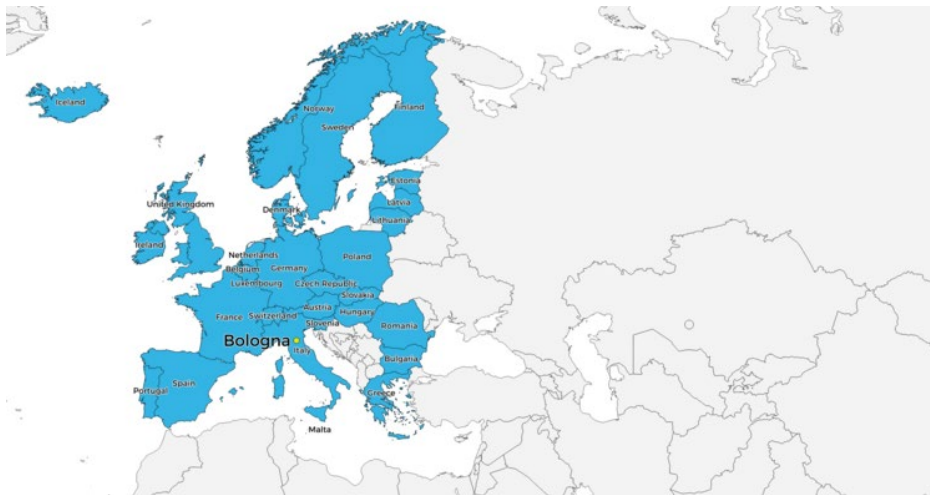 Iceland
Norway
Finland
Sweden
Estonia
Latvia
United Kingdom
Denmark
Lithuania
Ireland
Netherlands
Poland
Belgium
Germany
Luxembourg
Czech Republic
Slovakia
Austria
Hungary
France
Switzerland
Slovenia
Romania
Bologna
Italy
Bulgaria
Spain
Portugal
Greece
Malta